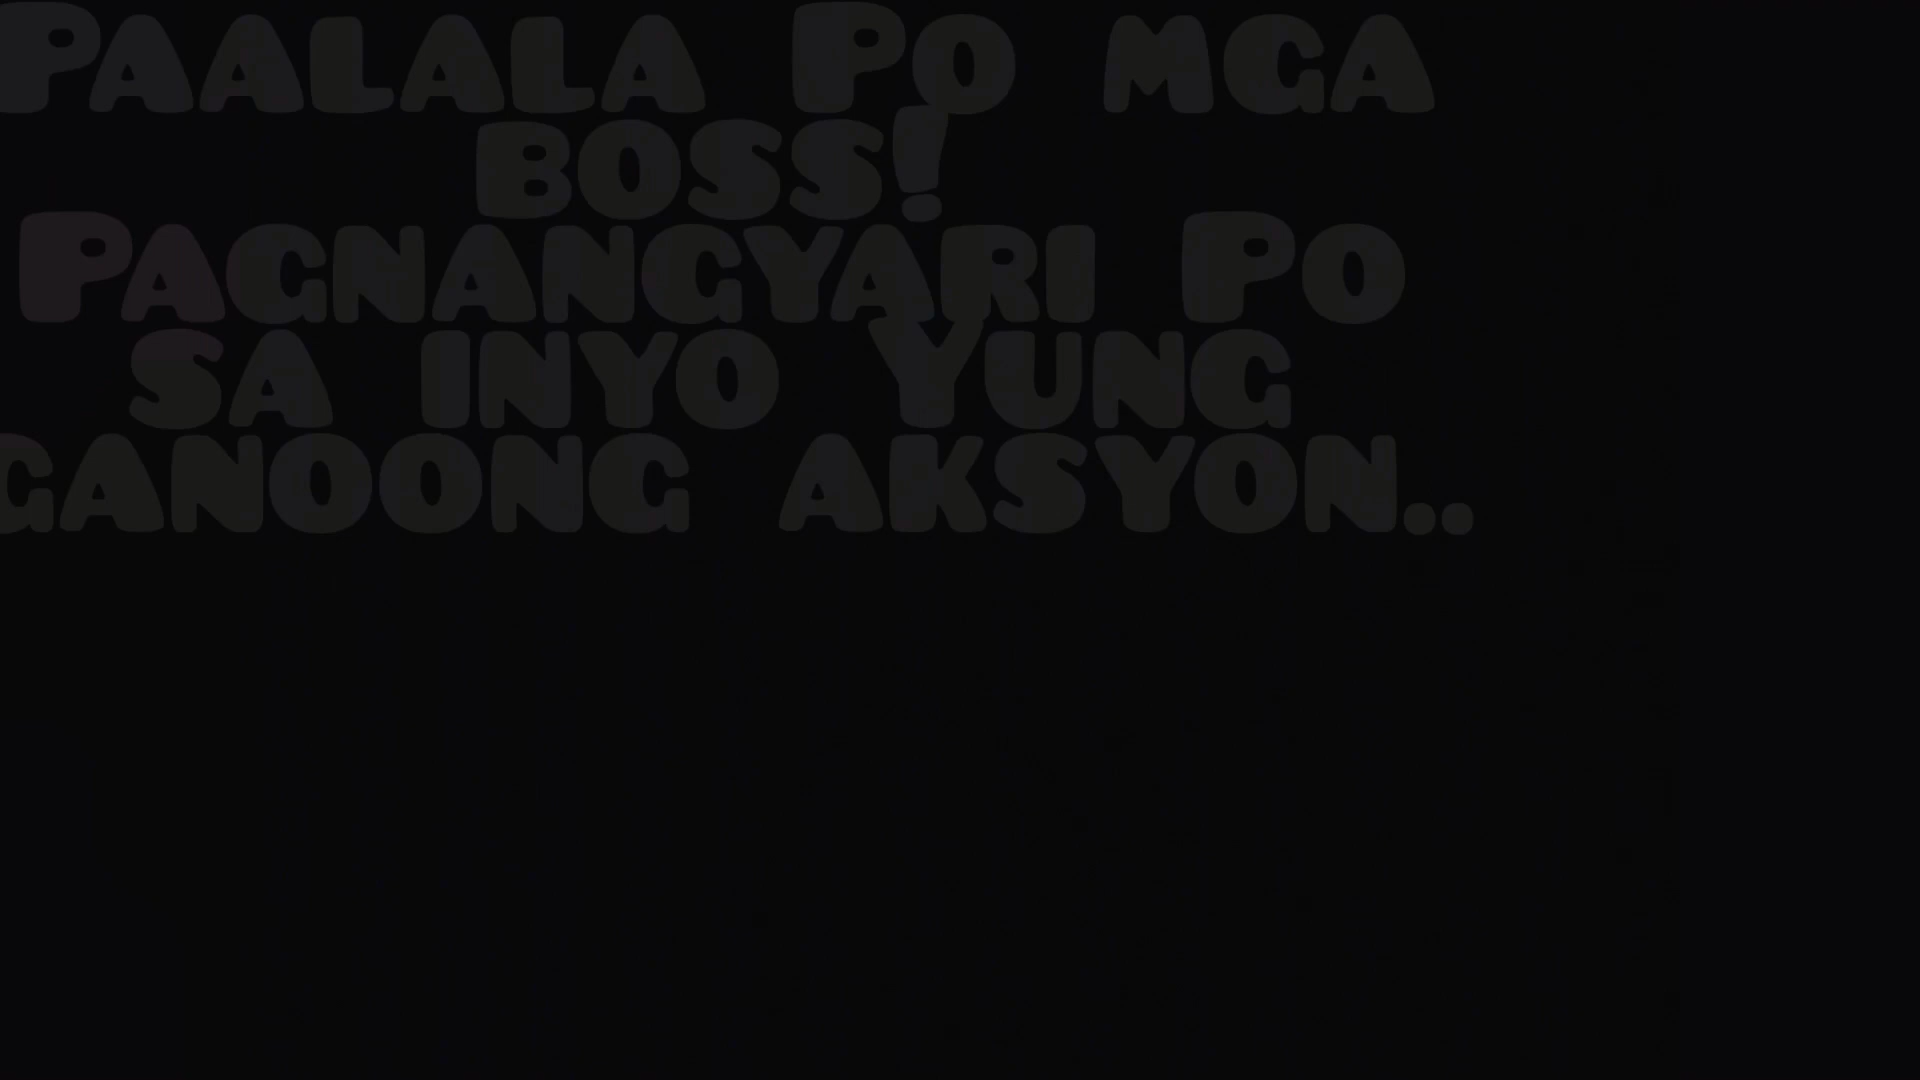 Paalala Po mga
boss!
Pagnangyari Po
sa inyo Yung
ganoong aksyon..